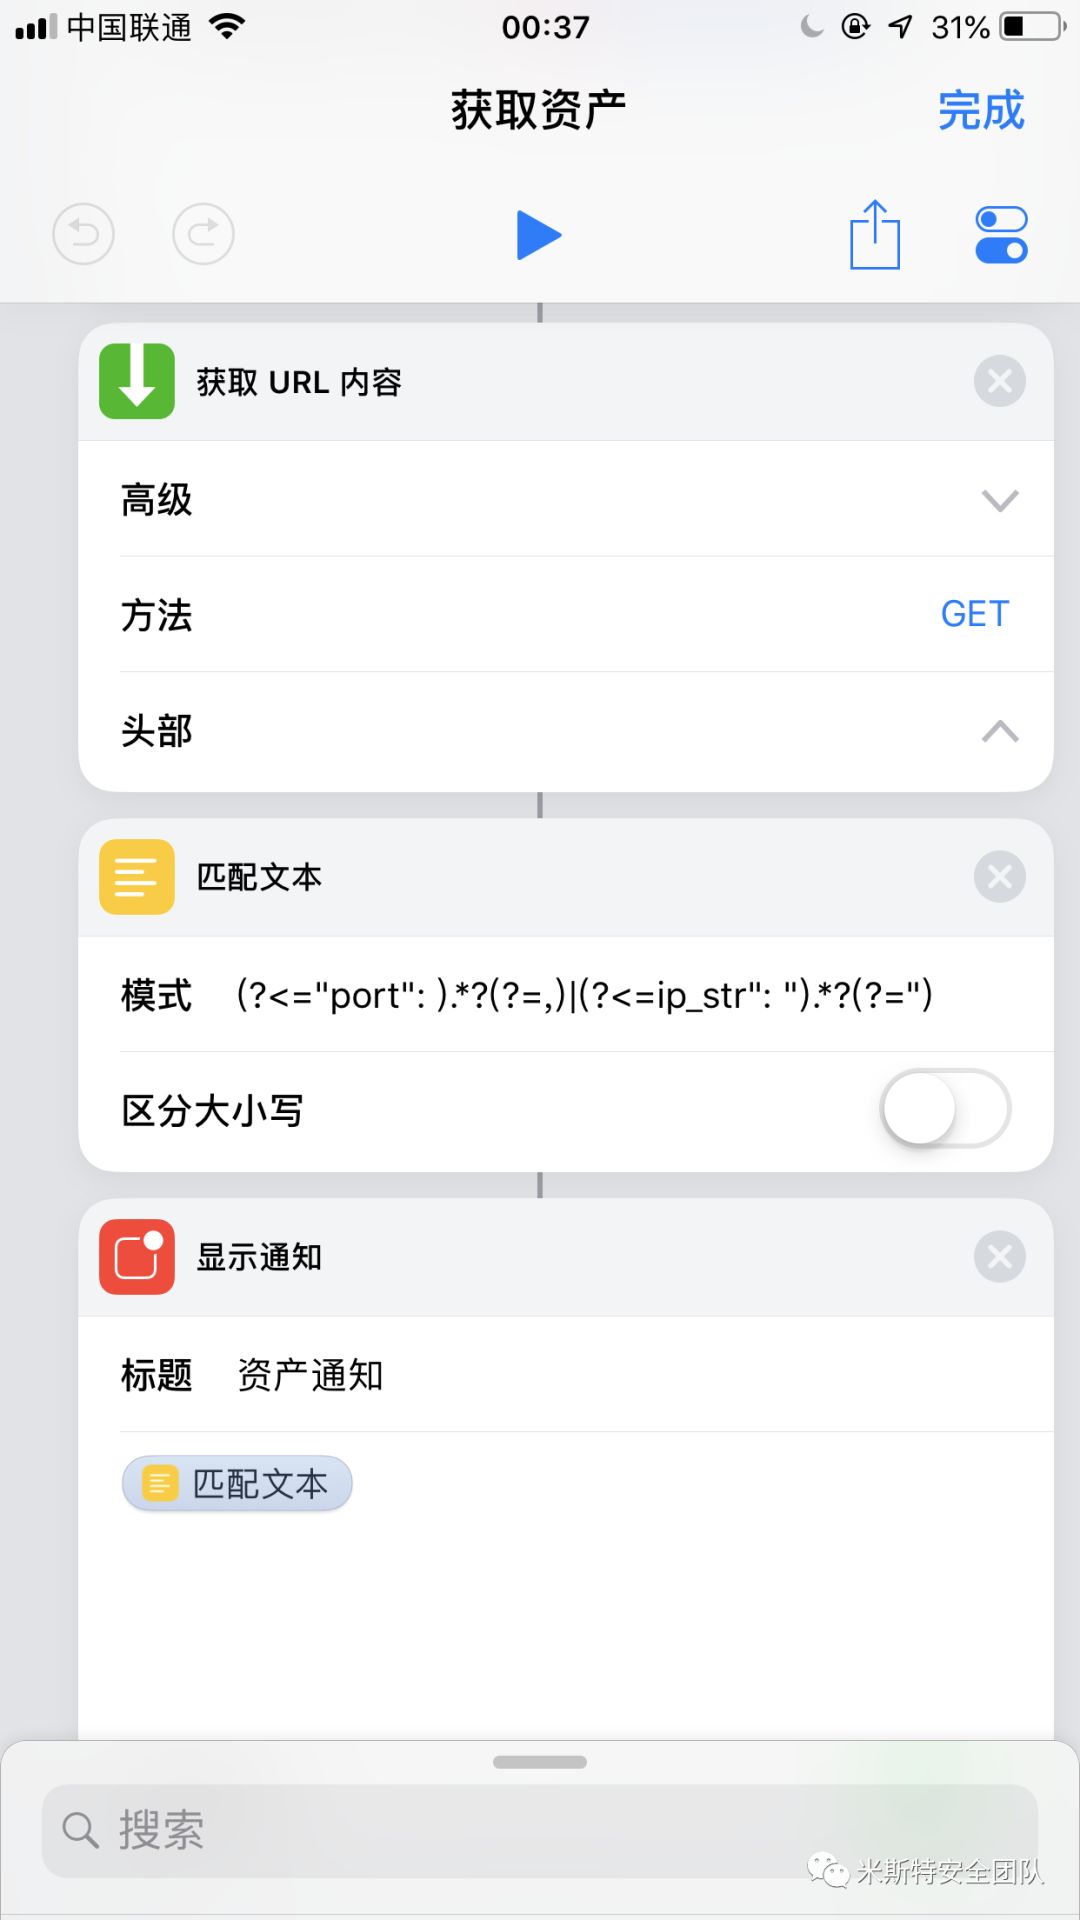 中国联通
00:37
31%
获取资产
完成
获取 URL 内容
高级
方法
GET
头部
匹配文本
模式 (?<="port": ).*?(?=,)|(?<=ip_str": ").*?(?=")
区分大小写
显示通知
标题 资产通知
匹配文本
搜索
米斯特安全团队